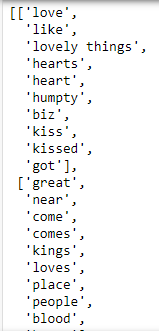 [['love',
'like',
'lovely things',
'hearts',
'heart',
'humpty',
'biz',
'kiss',
'kissed',
'got'],
['great',
'near',
'come',
'comes',
'kings',
'loves',
'place',
'people',
'blood',